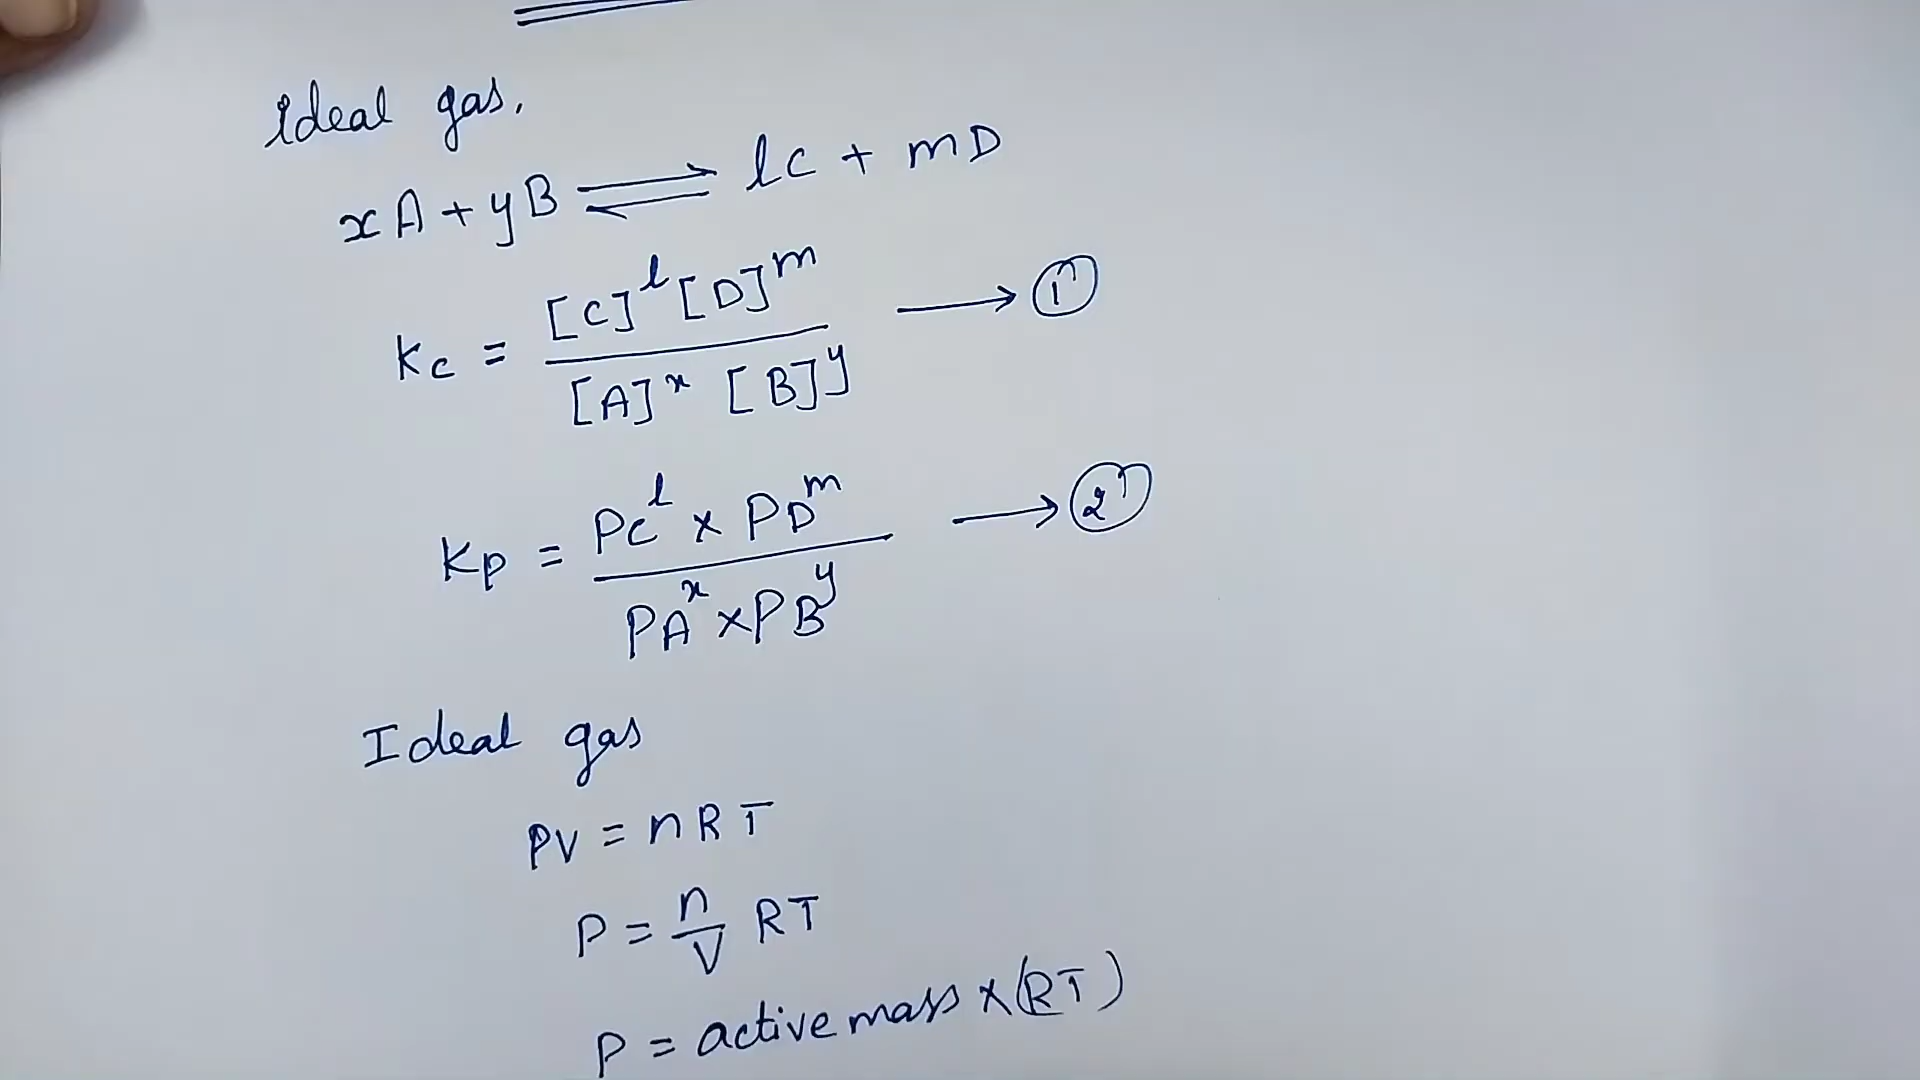 Ideal gas.
xA + yB ⇌ lC + mD
Kc = [C]^l [D]^m / [A]^x [B]^y → ①
Kp = PC^l × PD^m / PA^x × PB^y → ②
Ideal gas
PV = nRT
P = n/V RT
P = active mass × (RT)